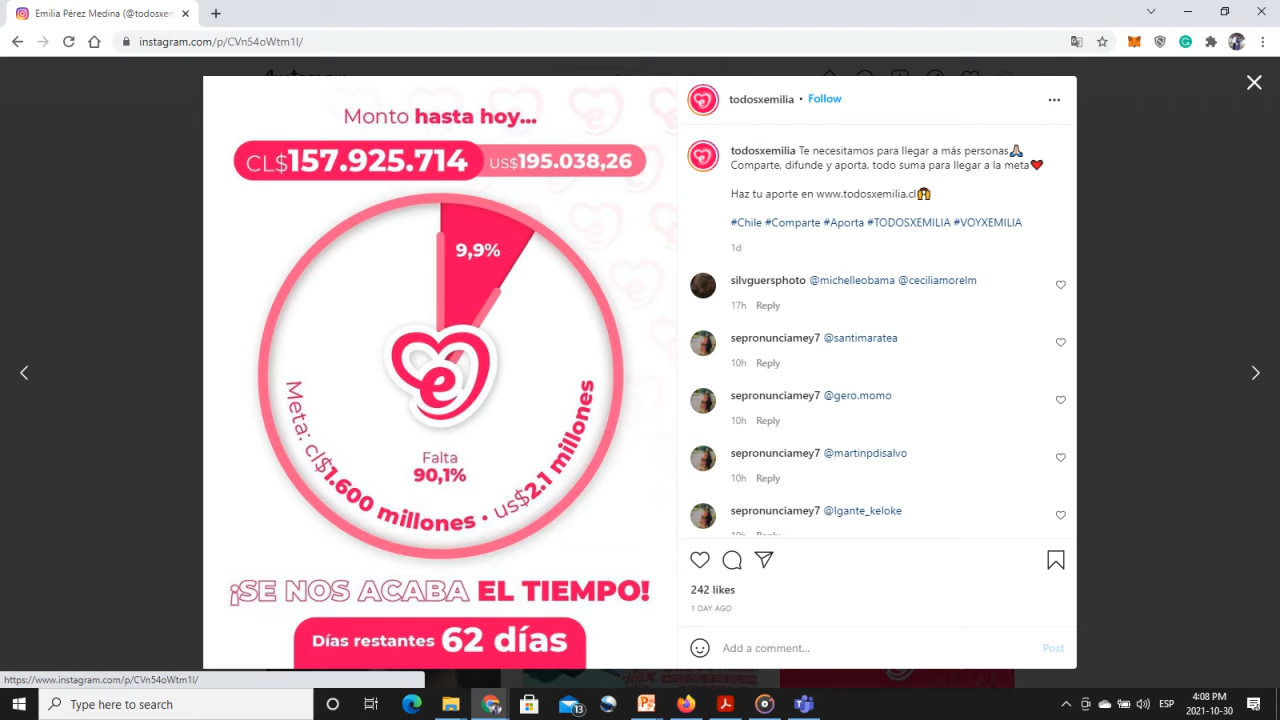 Emilia Pérez Medina (@todosxen
instagram.com/p/CVn54oWtm1I/
Monto hasta hoy...
CL$157.925.714 US$195.038,26
9,9%
Falta
90,1%
Meta: cl$1.600 millones • us$2.1 millones
¡SE NOS ACABA EL TIEMPO!
Días restantes 62 días
todosxemilia • Follow
todosxemilia Te necesitamos para llegar a más personas🙏
Comparte, difunde y aporta, todo suma para llegar a la meta❤️
Haz tu aporte en www.todosxemilia.cl
#Chile #Comparte #Aporta #TODOSXEMILIA #VOYXEMILIA
1d
silvguersphoto @michelleobama @ceciliamorelm
17h Reply
sepronunciamey7 @santimaratea
10h Reply
sepronunciamey7 @gero.momo
10h Reply
sepronunciamey7 @martinpdisalvo
10h Reply
sepronunciamey7 @lgante_keloke
10h Reply
242 likes
1 DAY AGO
Add a comment...
Post
https://www.instagram.com/p/CVn54oWtm1I/
Type here to search
13
ESP
4:08 PM
2021-10-30